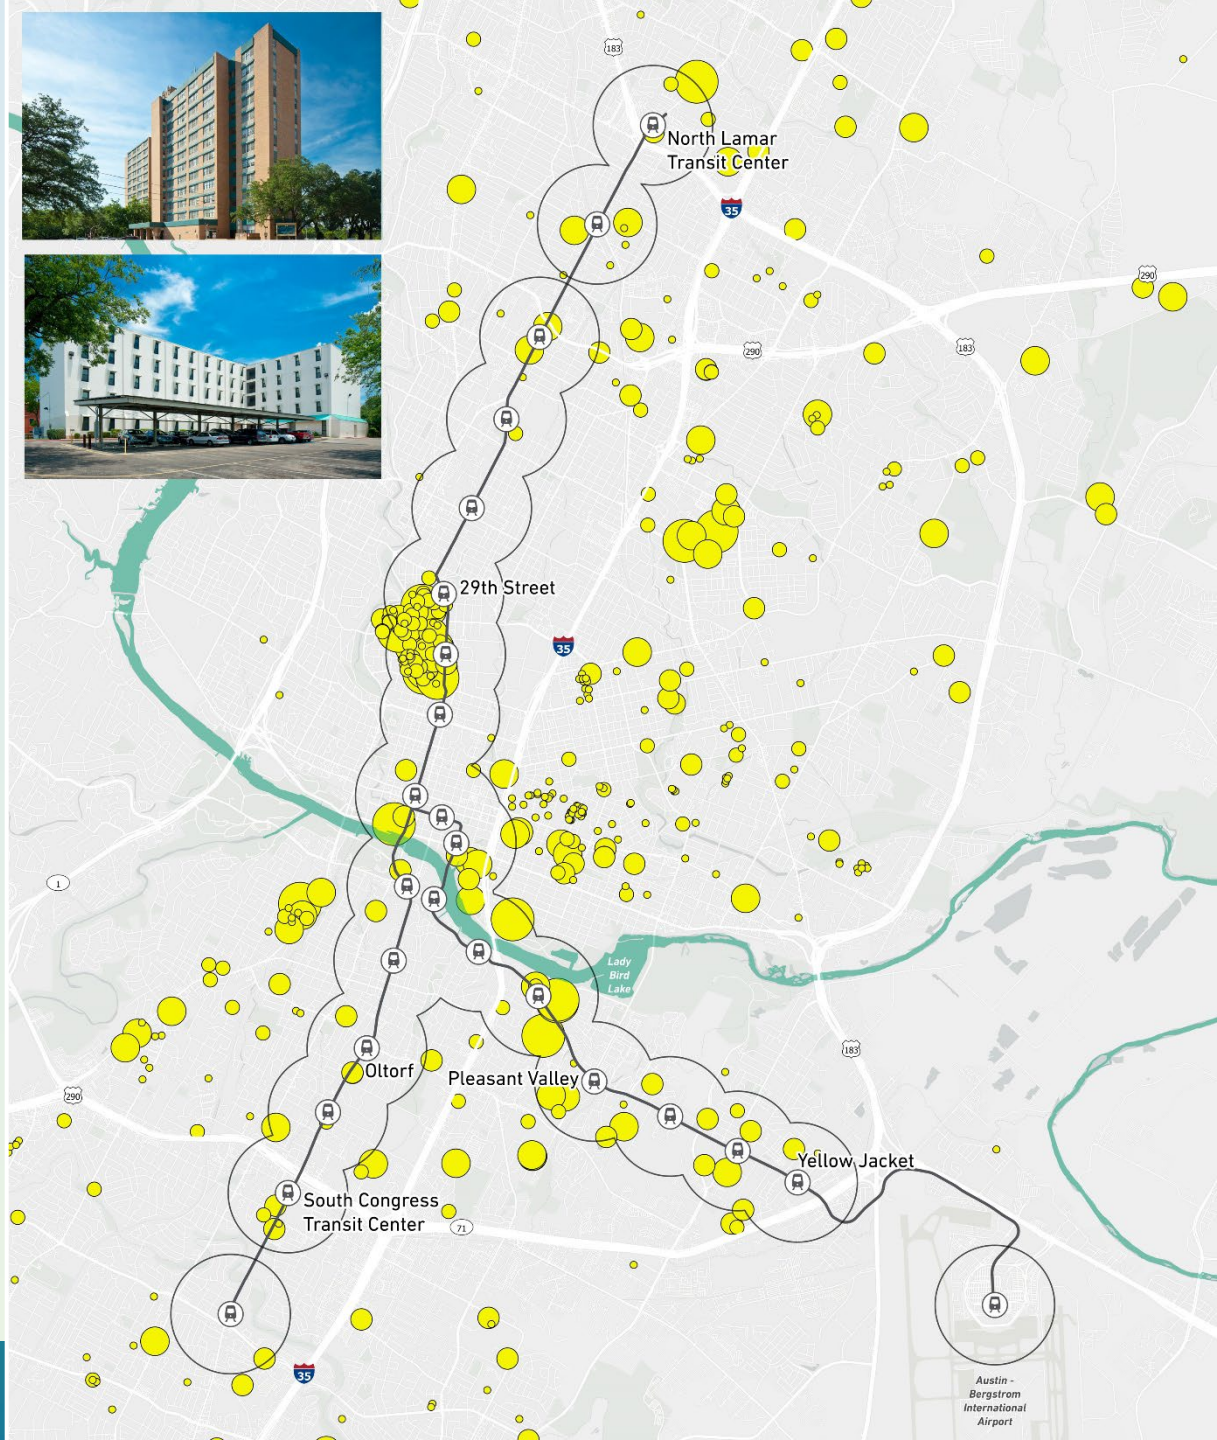 183
North Lamar
Transit Center
35
290
290
183
29th Street
35
1
Lady
Bird
Lake
183
Oltorf
Pleasant Valley
290
Yellow Jacket
South Congress
Transit Center
71
35
Austin -
Bergstrom
International
Airport